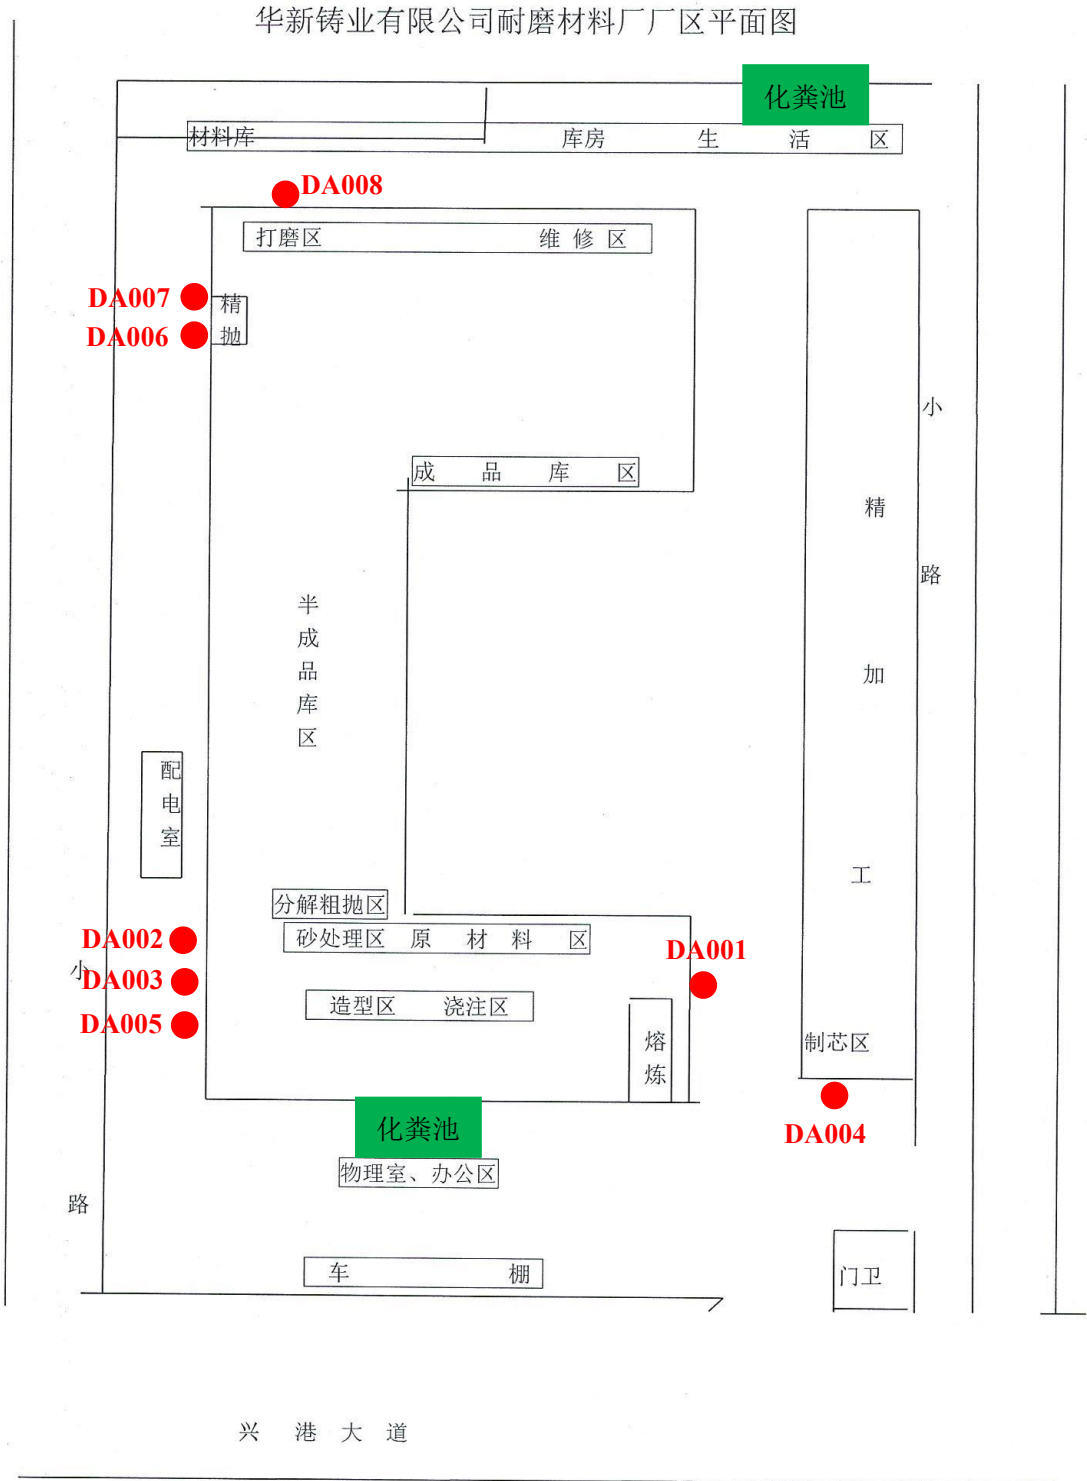 华新铸业有限公司耐磨材料厂厂区平面图
化粪池
材料库 库房 生 活 区
DA008
打磨区 维 修 区
DA007
精抛
DA006
小路
成 品 库 区
精加工
半成品库区
配电室
分解粗抛区
DA002
砂处理区 原 材 料 区
DA001
小路
DA003
造型区 浇注区
DA005
熔炼
制芯区
DA004
化粪池
物理室、办公区
车 棚
门卫
兴 港 大 道